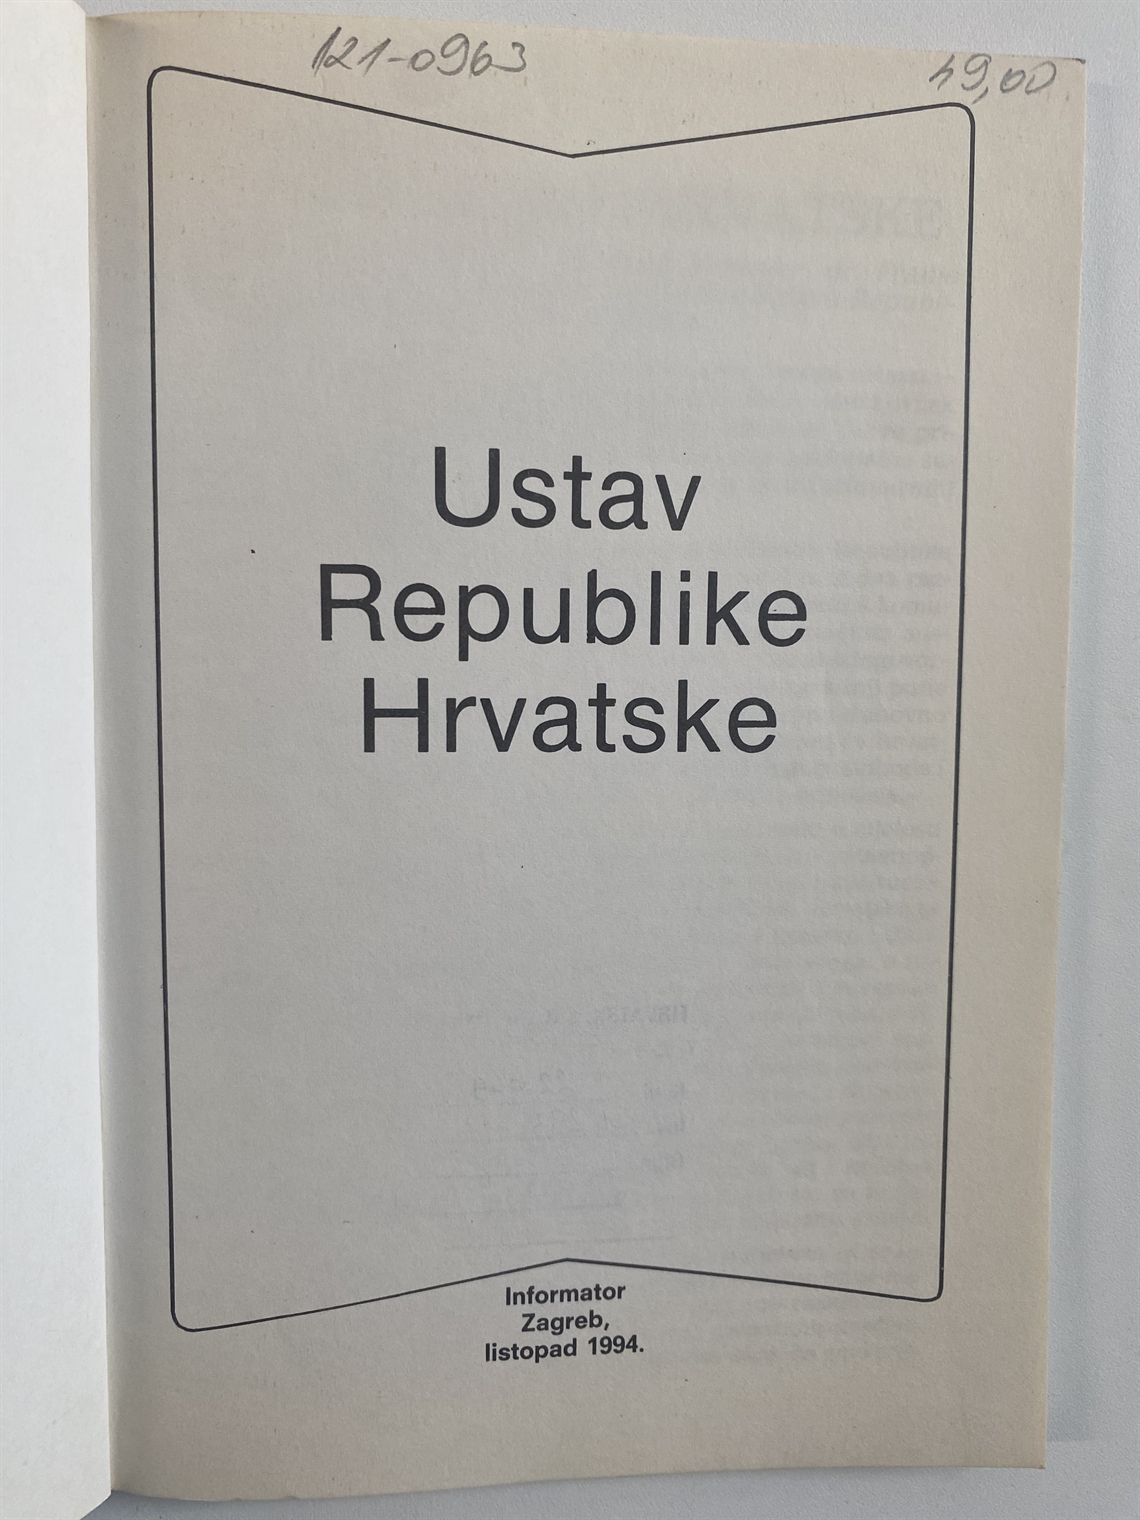 121-0963
49,00
Ustav
Republike
Hrvatske
Informator
Zagreb,
listopad 1994.